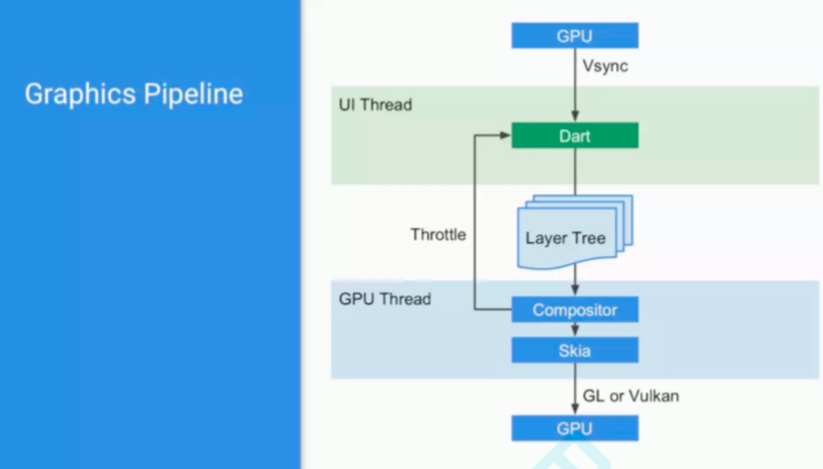 Graphics Pipeline
GPU
Vsync
UI Thread
Dart
Throttle
Layer Tree
GPU Thread
Compositor
Skia
GL or Vulkan
GPU